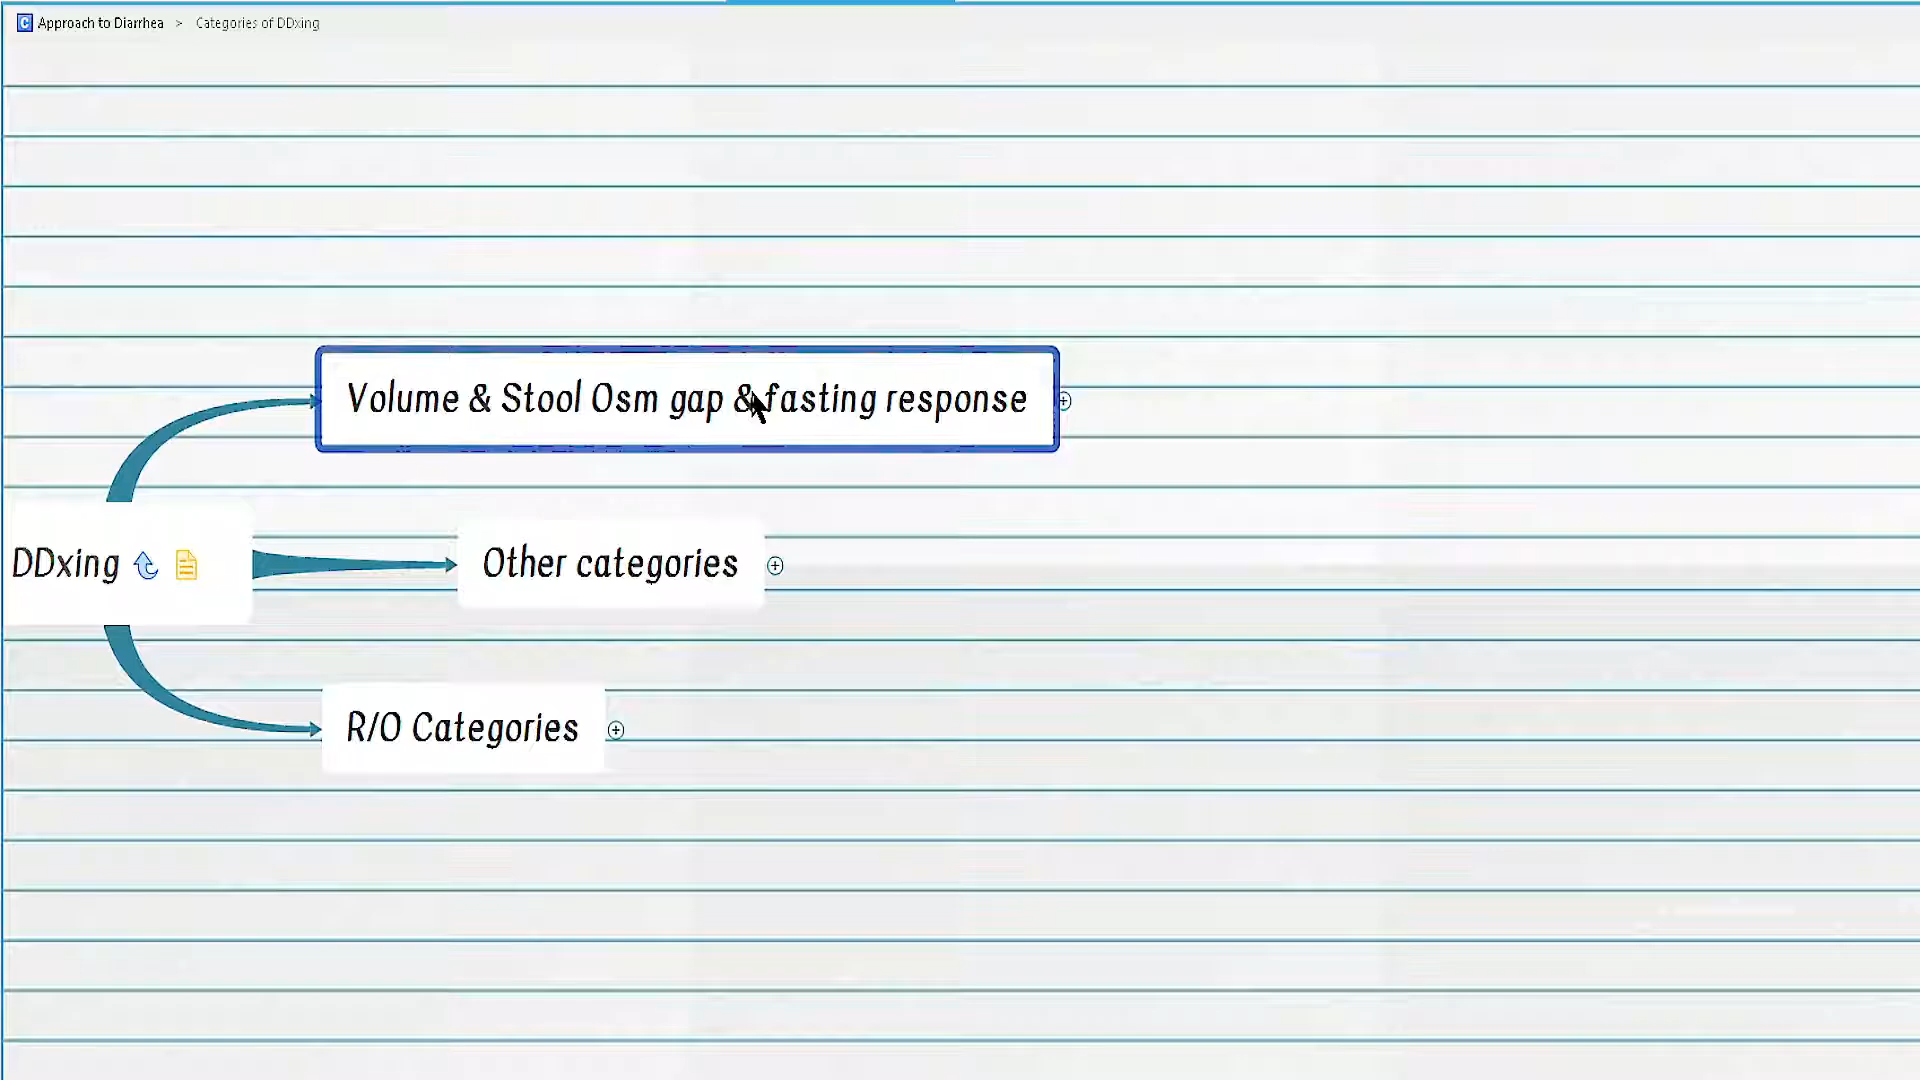 C Approach to Diarrhea > Categories of DDxing
Volume & Stool Osm gap & fasting response
DDxing
Other categories
R/O Categories